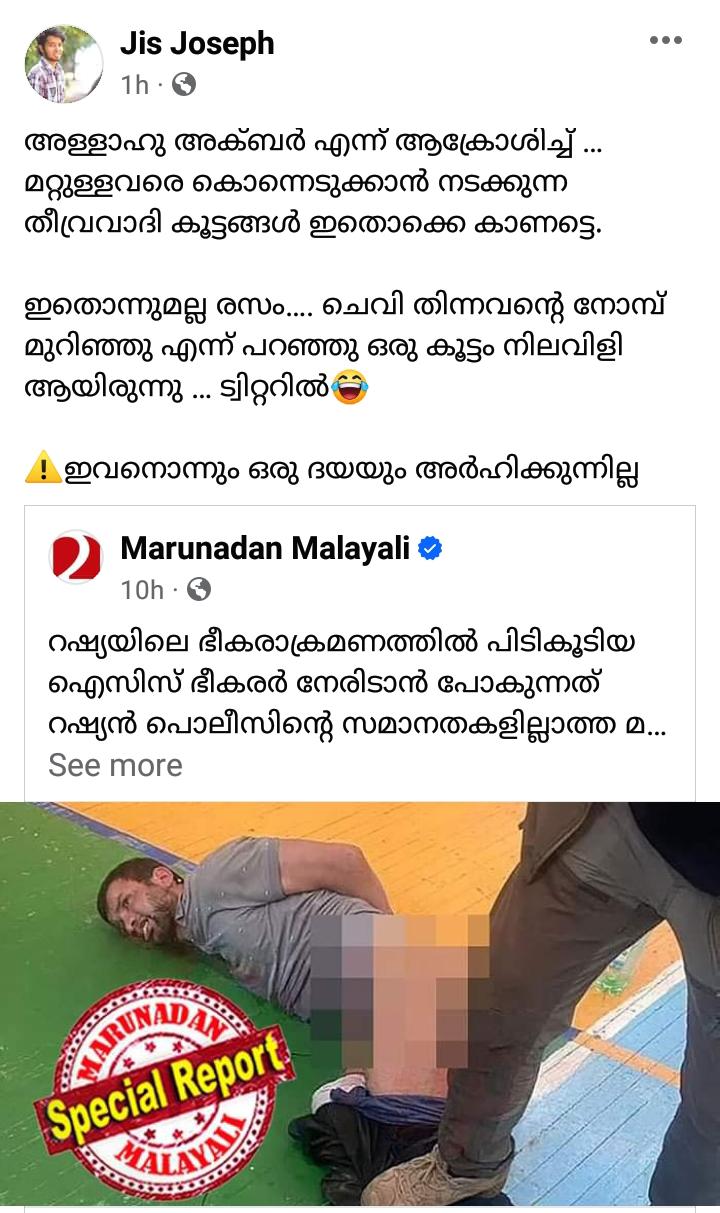 Jis Joseph
1h ·
അള്ളാഹു അക്ബർ എന്ന് ആക്രോശിച്ച് ...
മറ്റുള്ളവരെ കൊന്നെടുക്കാൻ നടക്കുന്ന
തീവ്രവാദി കൂട്ടങ്ങൾ ഇതൊക്കെ കാണട്ടെ.
ഇതൊന്നുമല്ല രസം.... ചെവി തിന്നവന്റെ നോമ്പ്
മുറിഞ്ഞു എന്ന് പറഞ്ഞു ഒരു കൂട്ടം നിലവിളി
ആയിരുന്നു ... ട്വിറ്ററിൽ😂
⚠️ഇവനൊന്നും ഒരു ദയയും അർഹിക്കുന്നില്ല
Marunadan Malayali
10h ·
റഷ്യയിലെ ഭീകരാക്രമണത്തിൽ പിടികൂടിയ
ഐസിസ് ഭീകരർ നേരിടാൻ പോകുന്നത്
റഷ്യൻ പൊലീസിന്റെ സമാനതകളില്ലാത്ത മ...
See more
MARUNADAN
Special Report
MALAYALI